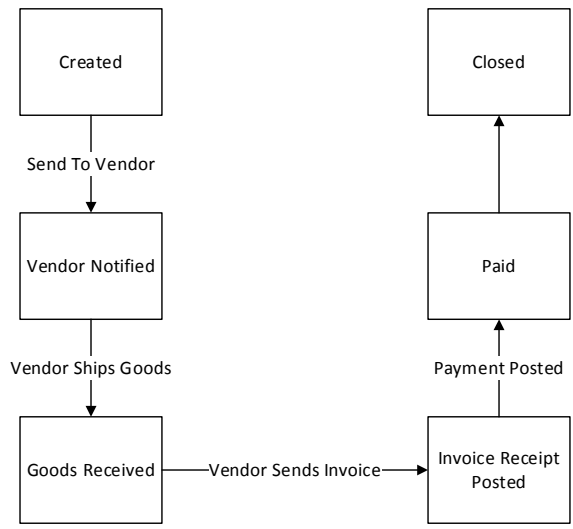 Created
Closed
Send To Vendor
Vendor Notified
Paid
Vendor Ships Goods
Payment Posted
Goods Received
Vendor Sends Invoice
Invoice Receipt
Posted